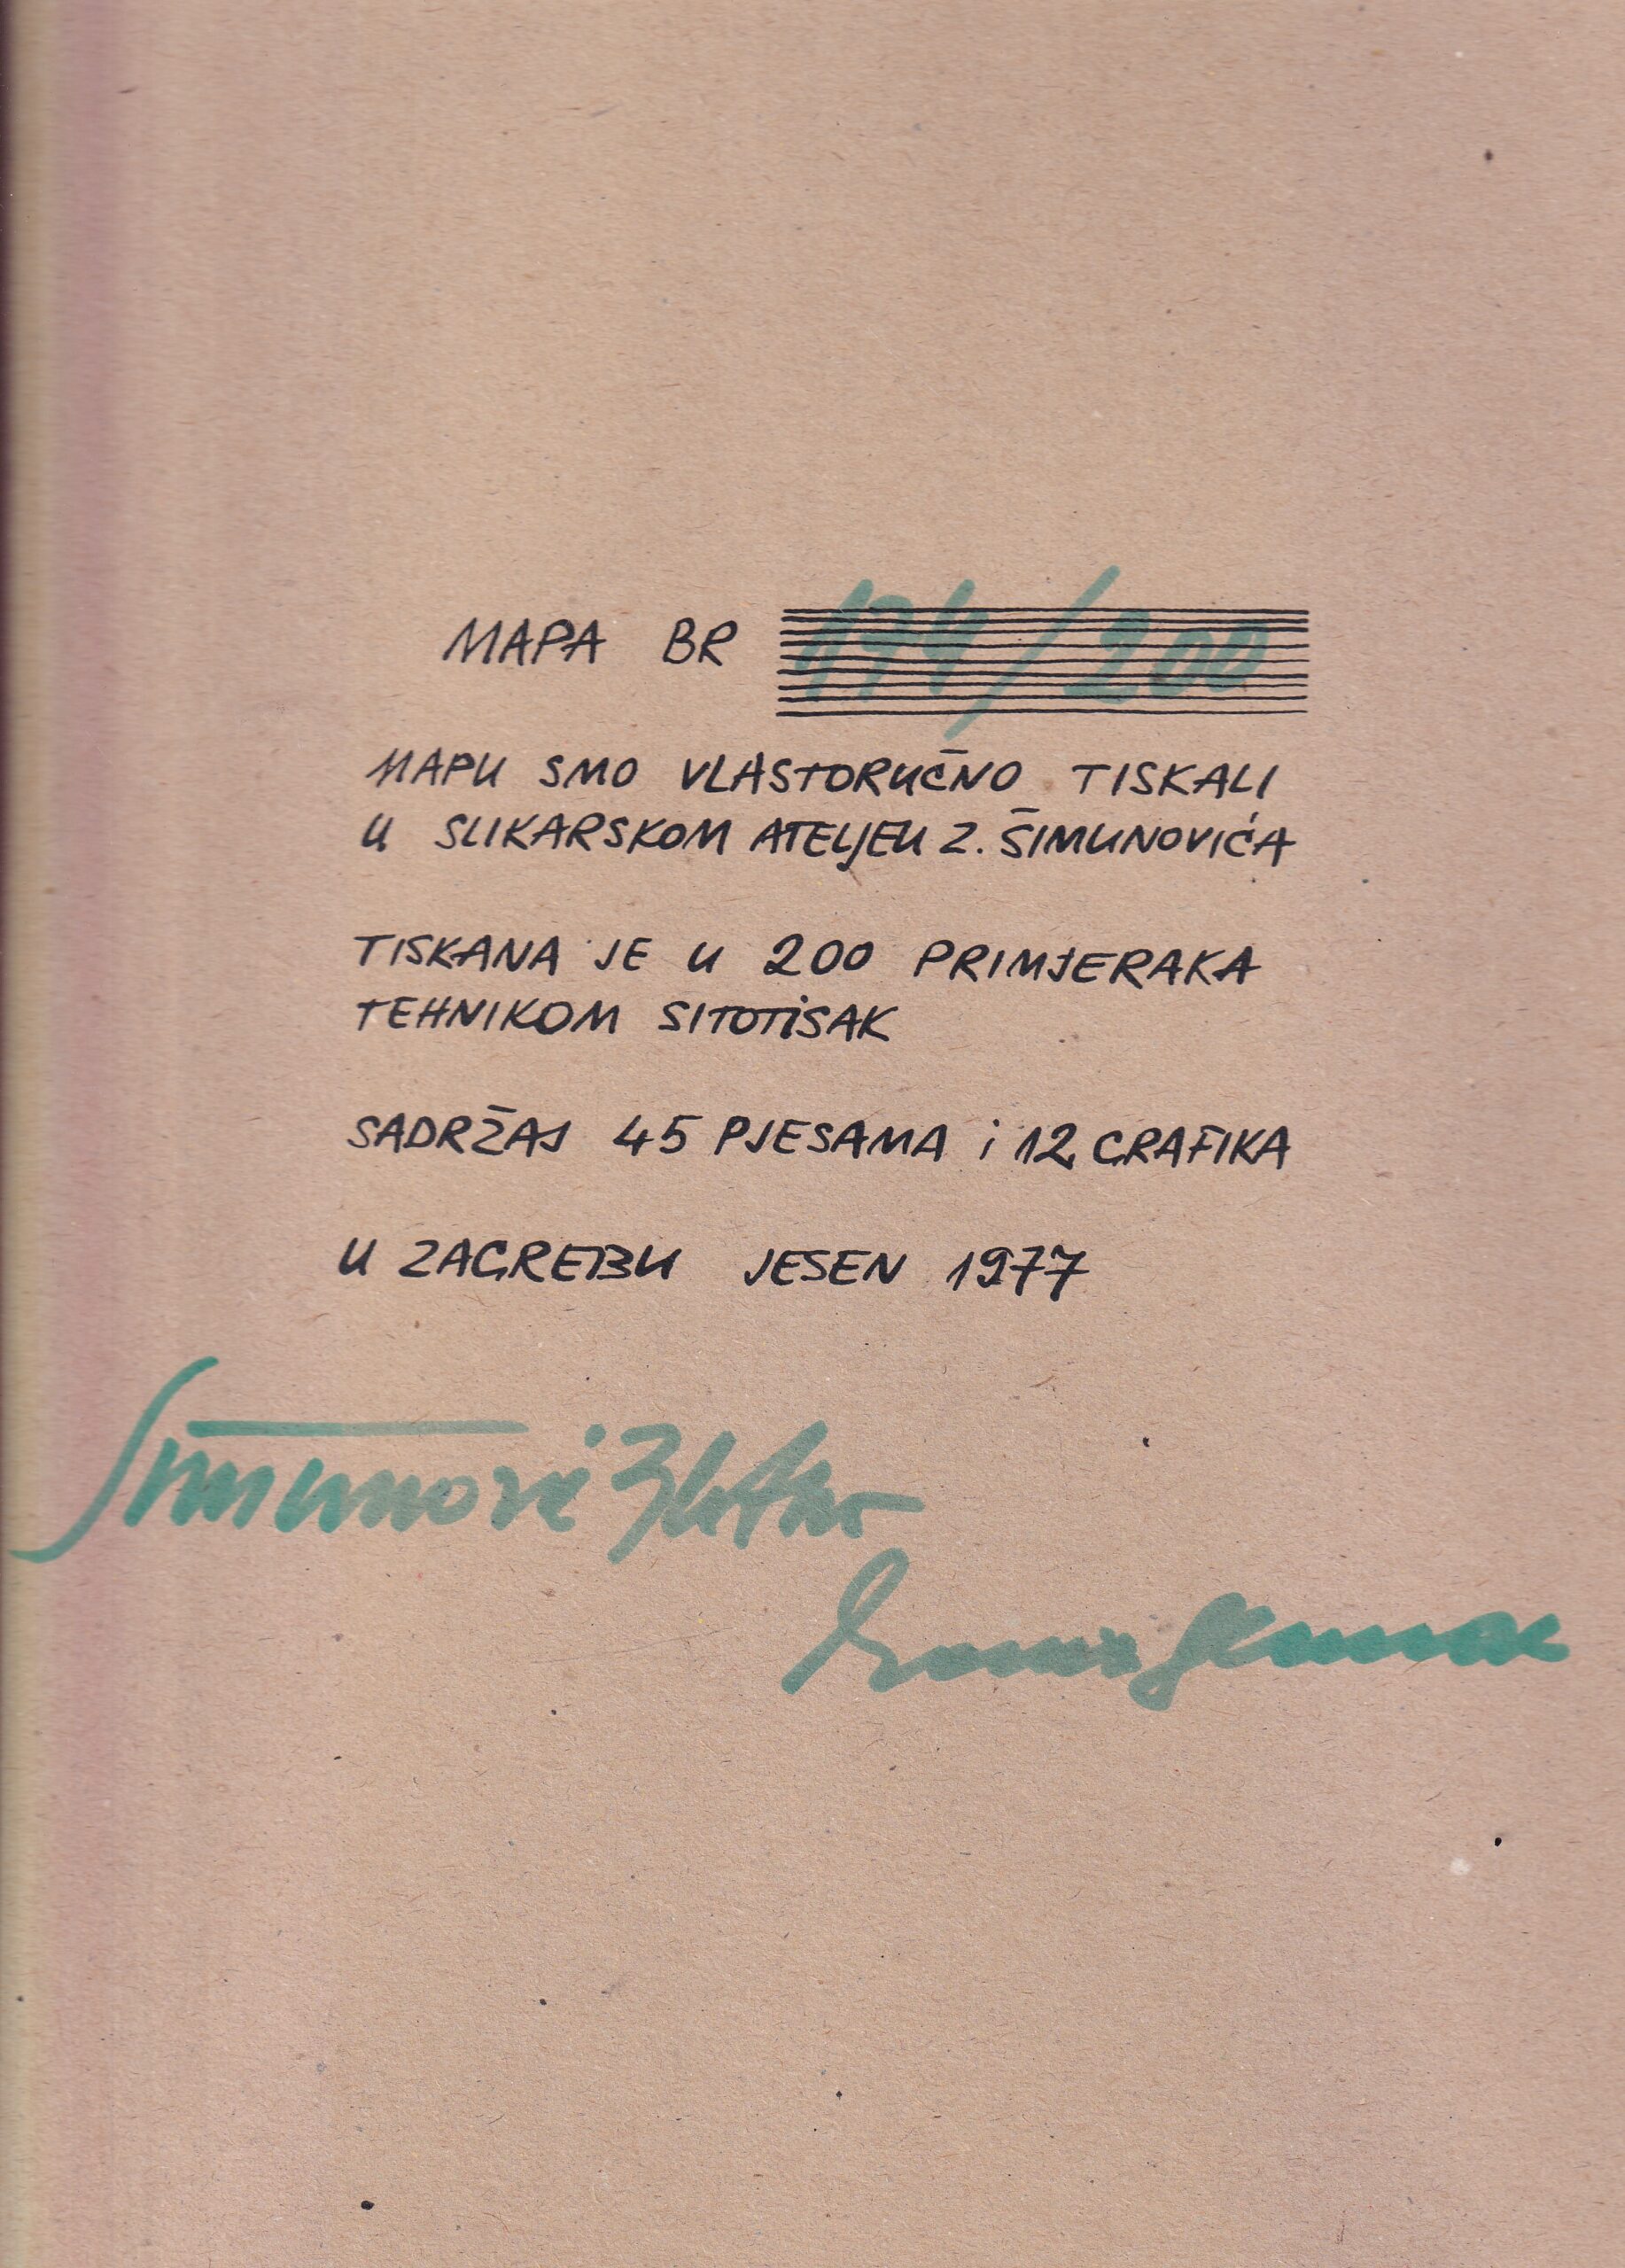 MAPA BR 174/200
MAPU SMO VLASTORUČNO TISKALI
U SLIKARSKOM ATELJEU Z. ŠIMUNOVIĆA
TISKANA JE U 200 PRIMJERAKA
TEHNIKOM SITOTISAK
SADRŽAJ 45 PJESAMA i 12 GRAFIKA
U ZAGREBU JESEN 1977
Šimunović Zlatko